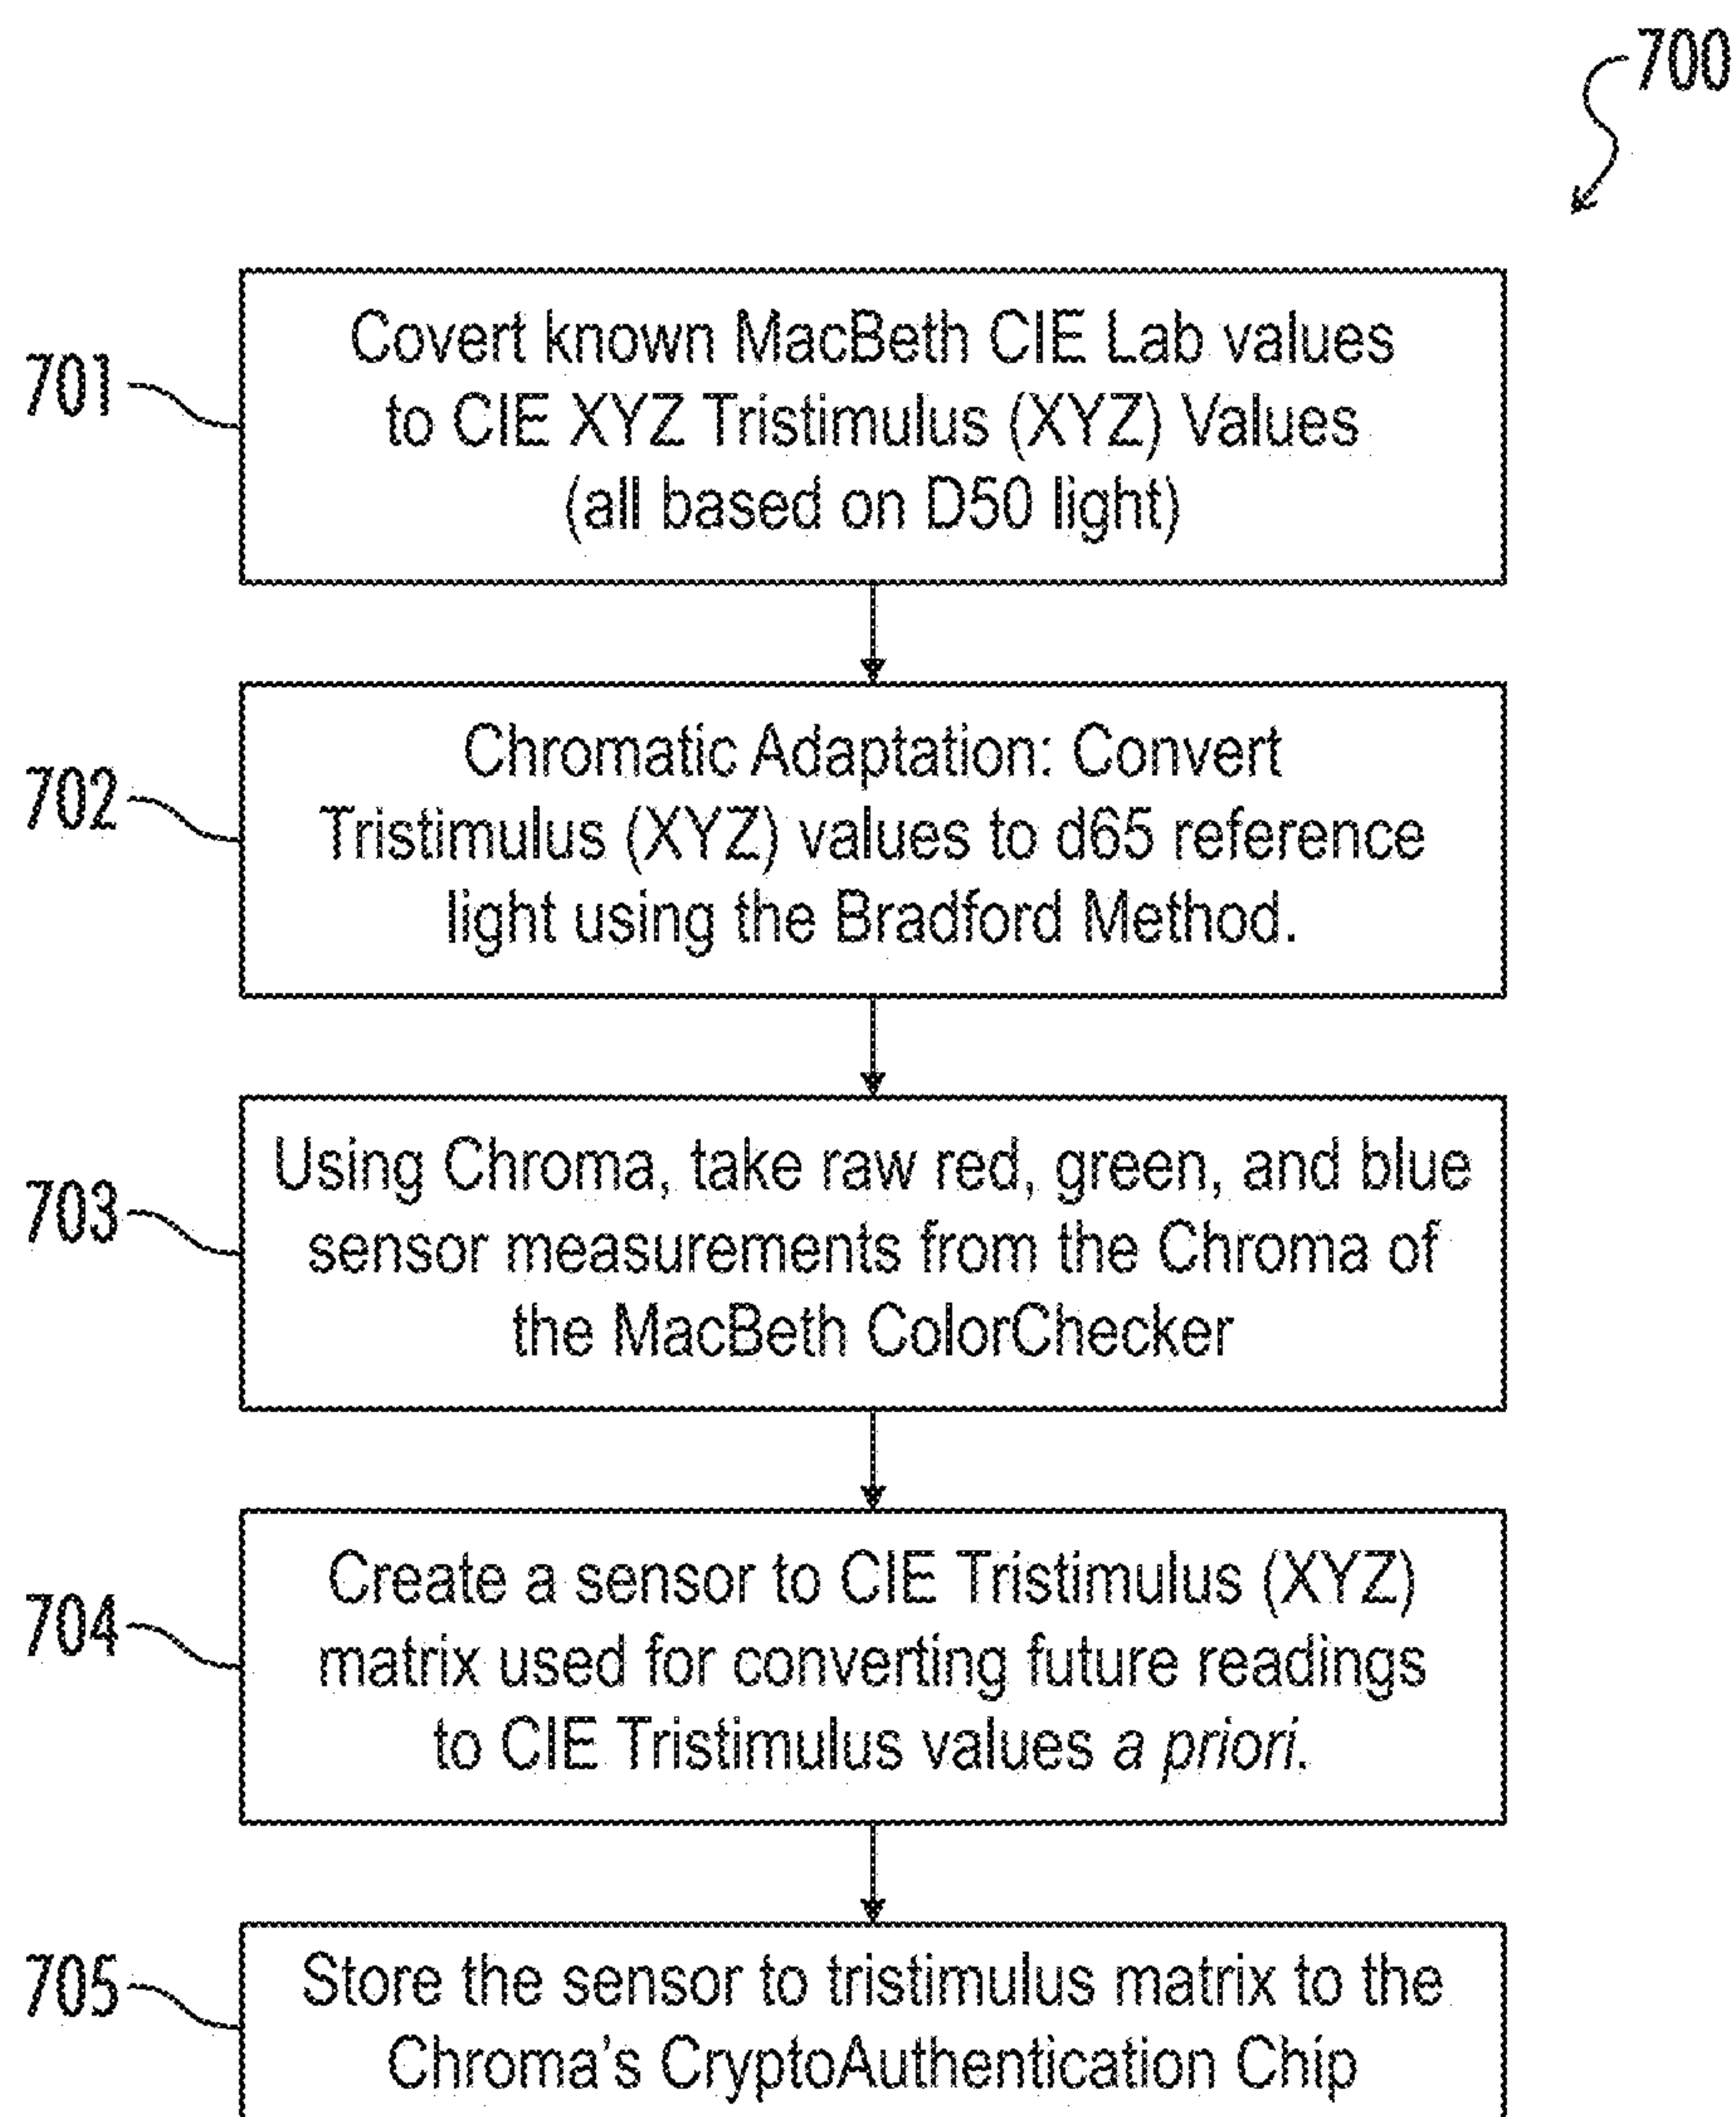 700
701
Covert known MacBeth CIE Lab values
to CIE XYZ Tristimulus (XYZ) Values
(all based on D50 light)
702
Chromatic Adaptation: Convert
Tristimulus (XYZ) values to d65 reference
light using the Bradford Method.
703
Using Chroma, take raw red, green, and blue
sensor measurements from the Chroma of
the MacBeth ColorChecker
704
Create a sensor to CIE Tristimulus (XYZ)
matrix used for converting future readings
to CIE Tristimulus values a priori.
705
Store the sensor to tristimulus matrix to the
Chroma's CryptoAuthentication Chip